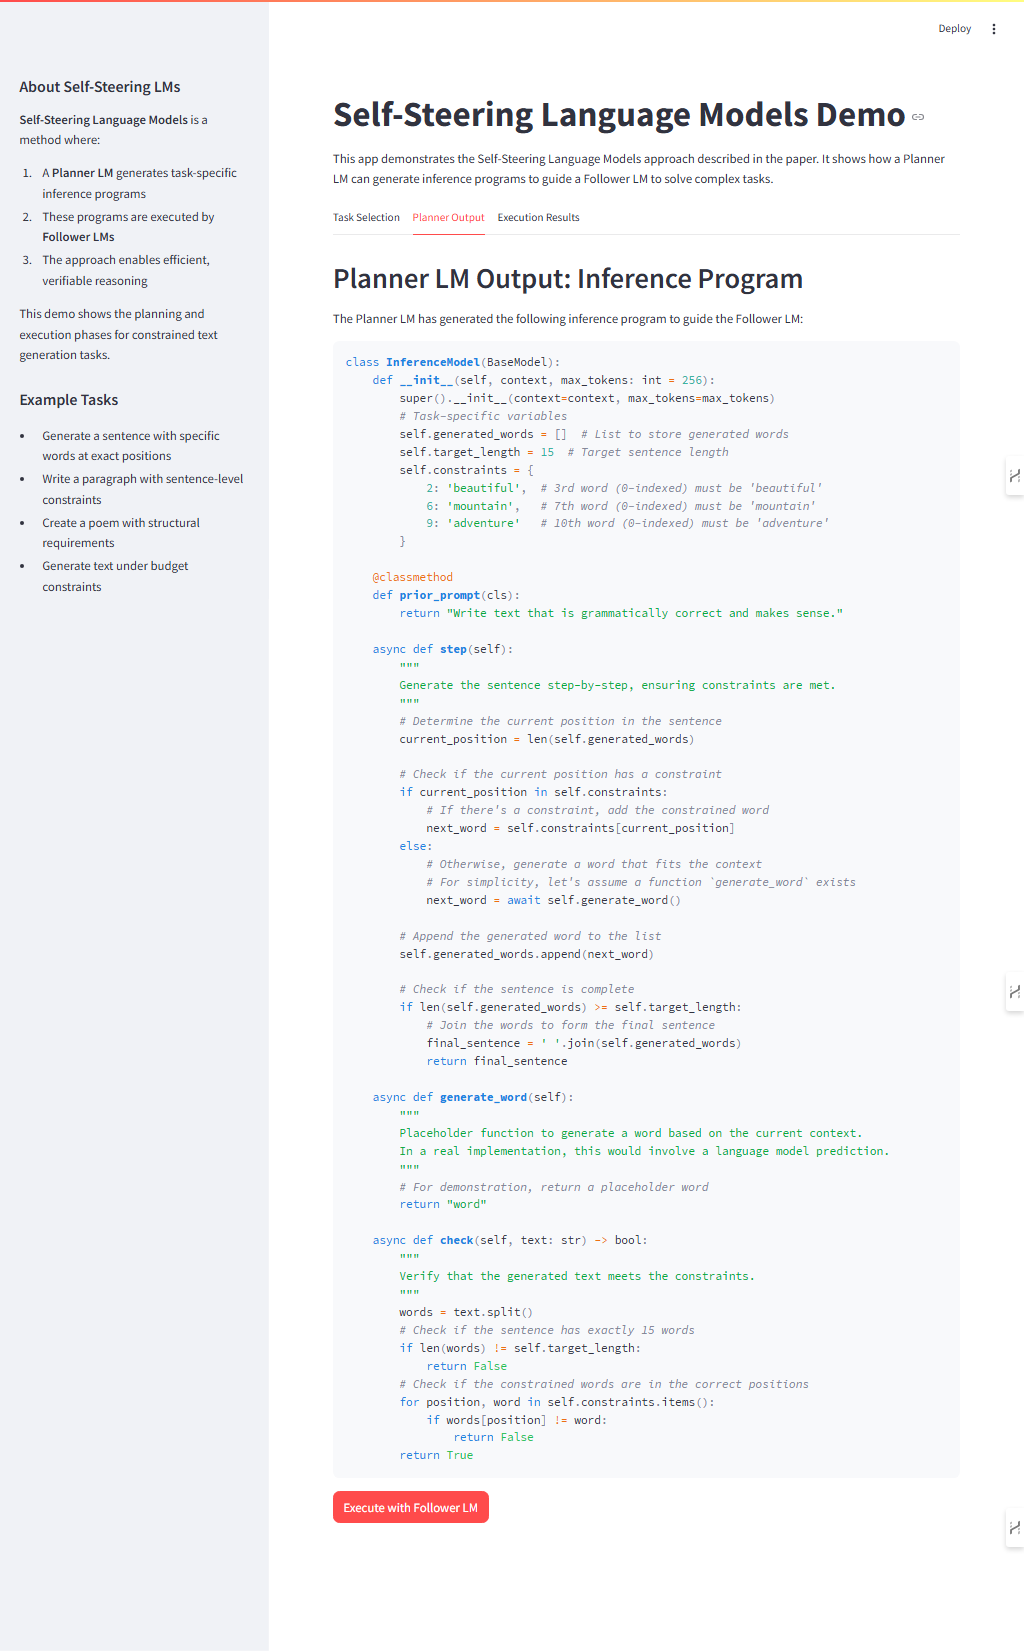 Deploy
About Self-Steering LMs
Self-Steering Language Models is a
method where:
1. A Planner LM generates task-specific
inference programs
2. These programs are executed by
Follower LMs
3. The approach enables efficient,
verifiable reasoning
This demo shows the planning and
execution phases for constrained text
generation tasks.
Example Tasks
• Generate a sentence with specific
words at exact positions
• Write a paragraph with sentence-level
constraints
• Create a poem with structural
requirements
• Generate text under budget
constraints
Self-Steering Language Models Demo
This app demonstrates the Self-Steering Language Models approach described in the paper. It shows how a Planner
LM can generate inference programs to guide a Follower LM to solve complex tasks.
Task Selection Planner Output Execution Results
Planner LM Output: Inference Program
The Planner LM has generated the following inference program to guide the Follower LM:
class InferenceModel(BaseModel):
    def __init__(self, context, max_tokens: int = 256):
        super().__init__(context=context, max_tokens=max_tokens)
        # Task-specific variables
        self.generated_words = []  # List to store generated words
        self.target_length = 15  # Target sentence length
        self.constraints = {
            2: 'beautiful',  # 3rd word (0-indexed) must be 'beautiful'
            6: 'mountain',   # 7th word (0-indexed) must be 'mountain'
            9: 'adventure'   # 10th word (0-indexed) must be 'adventure'
        }
    @classmethod
    def prior_prompt(cls):
        return "Write text that is grammatically correct and makes sense."
    async def step(self):
        """
        Generate the sentence step-by-step, ensuring constraints are met.
        """
        # Determine the current position in the sentence
        current_position = len(self.generated_words)
        # Check if the current position has a constraint
        if current_position in self.constraints:
            # If there's a constraint, add the constrained word
            next_word = self.constraints[current_position]
        else:
            # Otherwise, generate a word that fits the context
            # For simplicity, let's assume a function `generate_word` exists
            next_word = await self.generate_word()
        # Append the generated word to the list
        self.generated_words.append(next_word)
        # Check if the sentence is complete
        if len(self.generated_words) >= self.target_length:
            # Join the words to form the final sentence
            final_sentence = ' '.join(self.generated_words)
            return final_sentence
    async def generate_word(self):
        """
        Placeholder function to generate a word based on the current context.
        In a real implementation, this would involve a language model prediction.
        """
        # For demonstration, return a placeholder word
        return "word"
    async def check(self, text: str) -> bool:
        """
        Verify that the generated text meets the constraints.
        """
        words = text.split()
        # Check if the sentence has exactly 15 words
        if len(words) != self.target_length:
            return False
        # Check if the constrained words are in the correct positions
        for position, word in self.constraints.items():
            if words[position] != word:
                return False
        return True
Execute with Follower LM